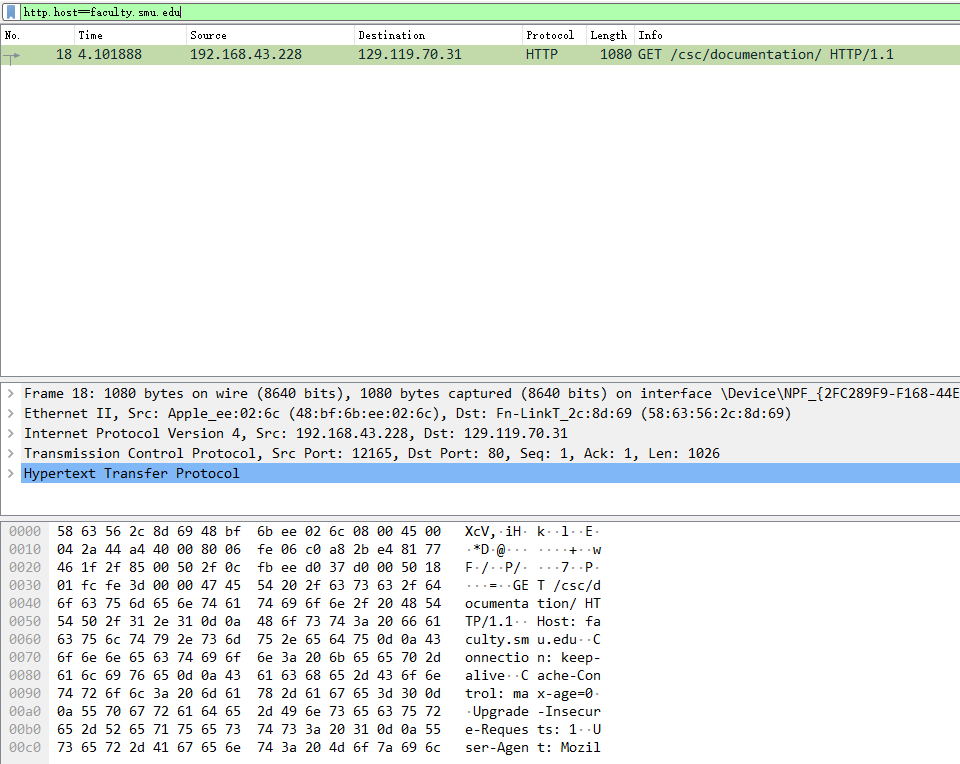 http.host==faculty.smu.edu
No. Time Source Destination Protocol Length Info
18 4.101888 192.168.43.228 129.119.70.31 HTTP 1080 GET /csc/documentation/ HTTP/1.1
Frame 18: 1080 bytes on wire (8640 bits), 1080 bytes captured (8640 bits) on interface \Device\NPF_{2FC289F9-F168-44E
Ethernet II, Src: Apple_ee:02:6c (48:bf:6b:ee:02:6c), Dst: Fn-LinkT_2c:8d:69 (58:63:56:2c:8d:69)
Internet Protocol Version 4, Src: 192.168.43.228, Dst: 129.119.70.31
Transmission Control Protocol, Src Port: 12165, Dst Port: 80, Seq: 1, Ack: 1, Len: 1026
Hypertext Transfer Protocol
0000 58 63 56 2c 8d 69 48 bf 6b ee 02 6c 08 00 45 00 XcV,·iH· k··l··E·
0010 04 2a 44 a4 40 00 80 06 fe 06 c0 a8 2b e4 81 77 ·*D·@··· ····+··w
0020 46 1f 2f 85 00 50 2f 0c fb ee d0 37 d0 00 50 18 F·/··P/· ···7··P·
0030 01 fc fe 3d 00 00 47 45 54 20 2f 63 73 63 2f 64 ···=··GE T /csc/d
0040 6f 63 75 6d 65 6e 74 61 74 69 6f 6e 2f 20 48 54 ocumenta tion/ HT
0050 54 50 2f 31 2e 31 0d 0a 48 6f 73 74 3a 20 66 61 TP/1.1·· Host: fa
0060 63 75 6c 74 79 2e 73 6d 75 2e 65 64 75 0d 0a 43 culty.sm u.edu··C
0070 6f 6e 6e 65 63 74 69 6f 6e 3a 20 6b 65 65 70 2d onnectio n: keep-
0080 61 6c 69 76 65 0d 0a 43 61 63 68 65 2d 43 6f 6e alive··C ache-Con
0090 74 72 6f 6c 3a 20 6d 61 78 2d 61 67 65 3d 30 0d trol: ma x-age=0·
00a0 0a 55 70 67 72 61 64 65 2d 49 6e 73 65 63 75 72 ·Upgrade -Insecur
00b0 65 2d 52 65 71 75 65 73 74 73 3a 20 31 0d 0a 55 e-Reques ts: 1··U
00c0 73 65 72 2d 41 67 65 6e 74 3a 20 4d 6f 7a 69 6c ser-Agen t: Mozil